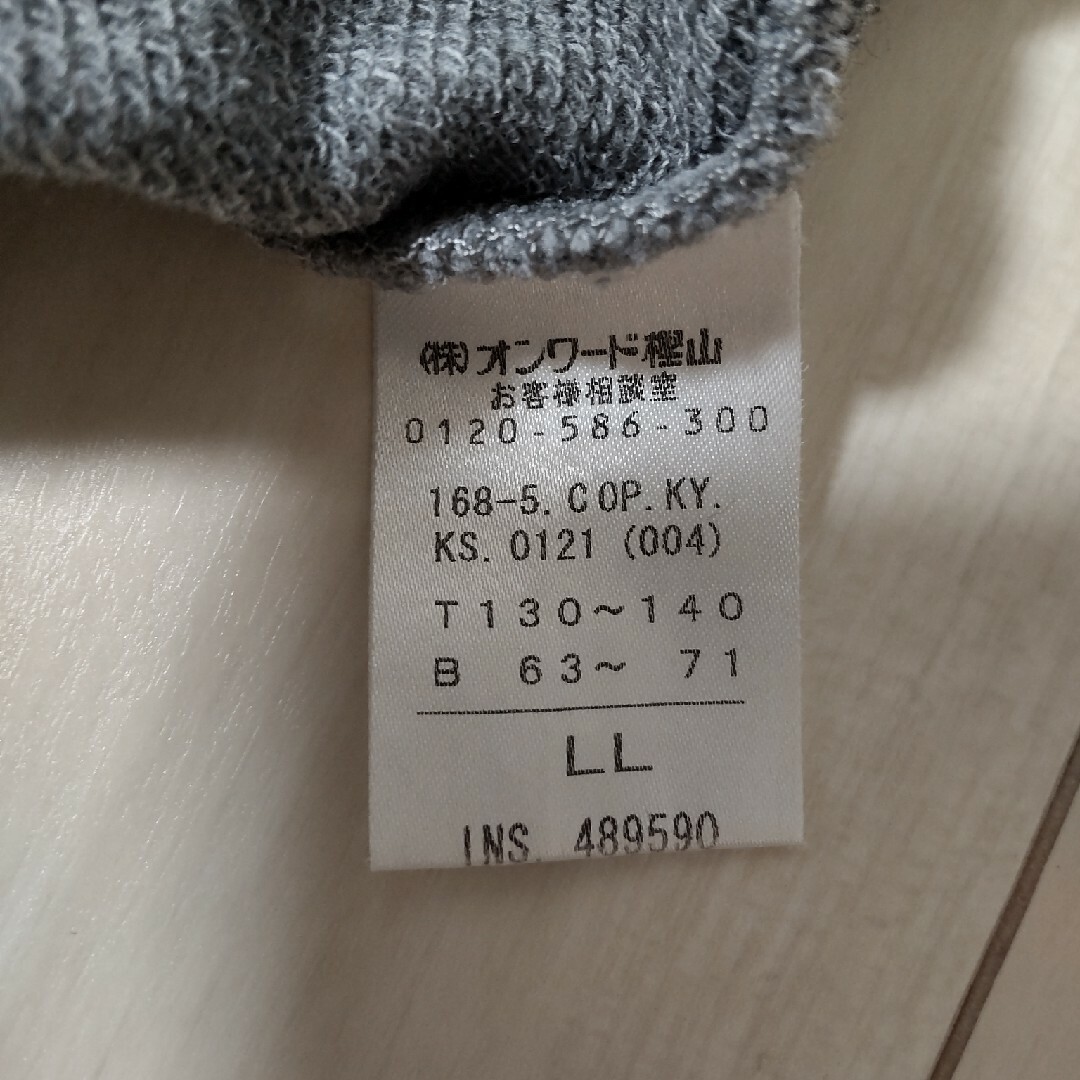 (株)オンワード樫山
お客様相談室
0120-586-300
168-5. COP. KY.
KS. 0121 (004)
T130～140
B 63～ 71
LL
INS. 489590